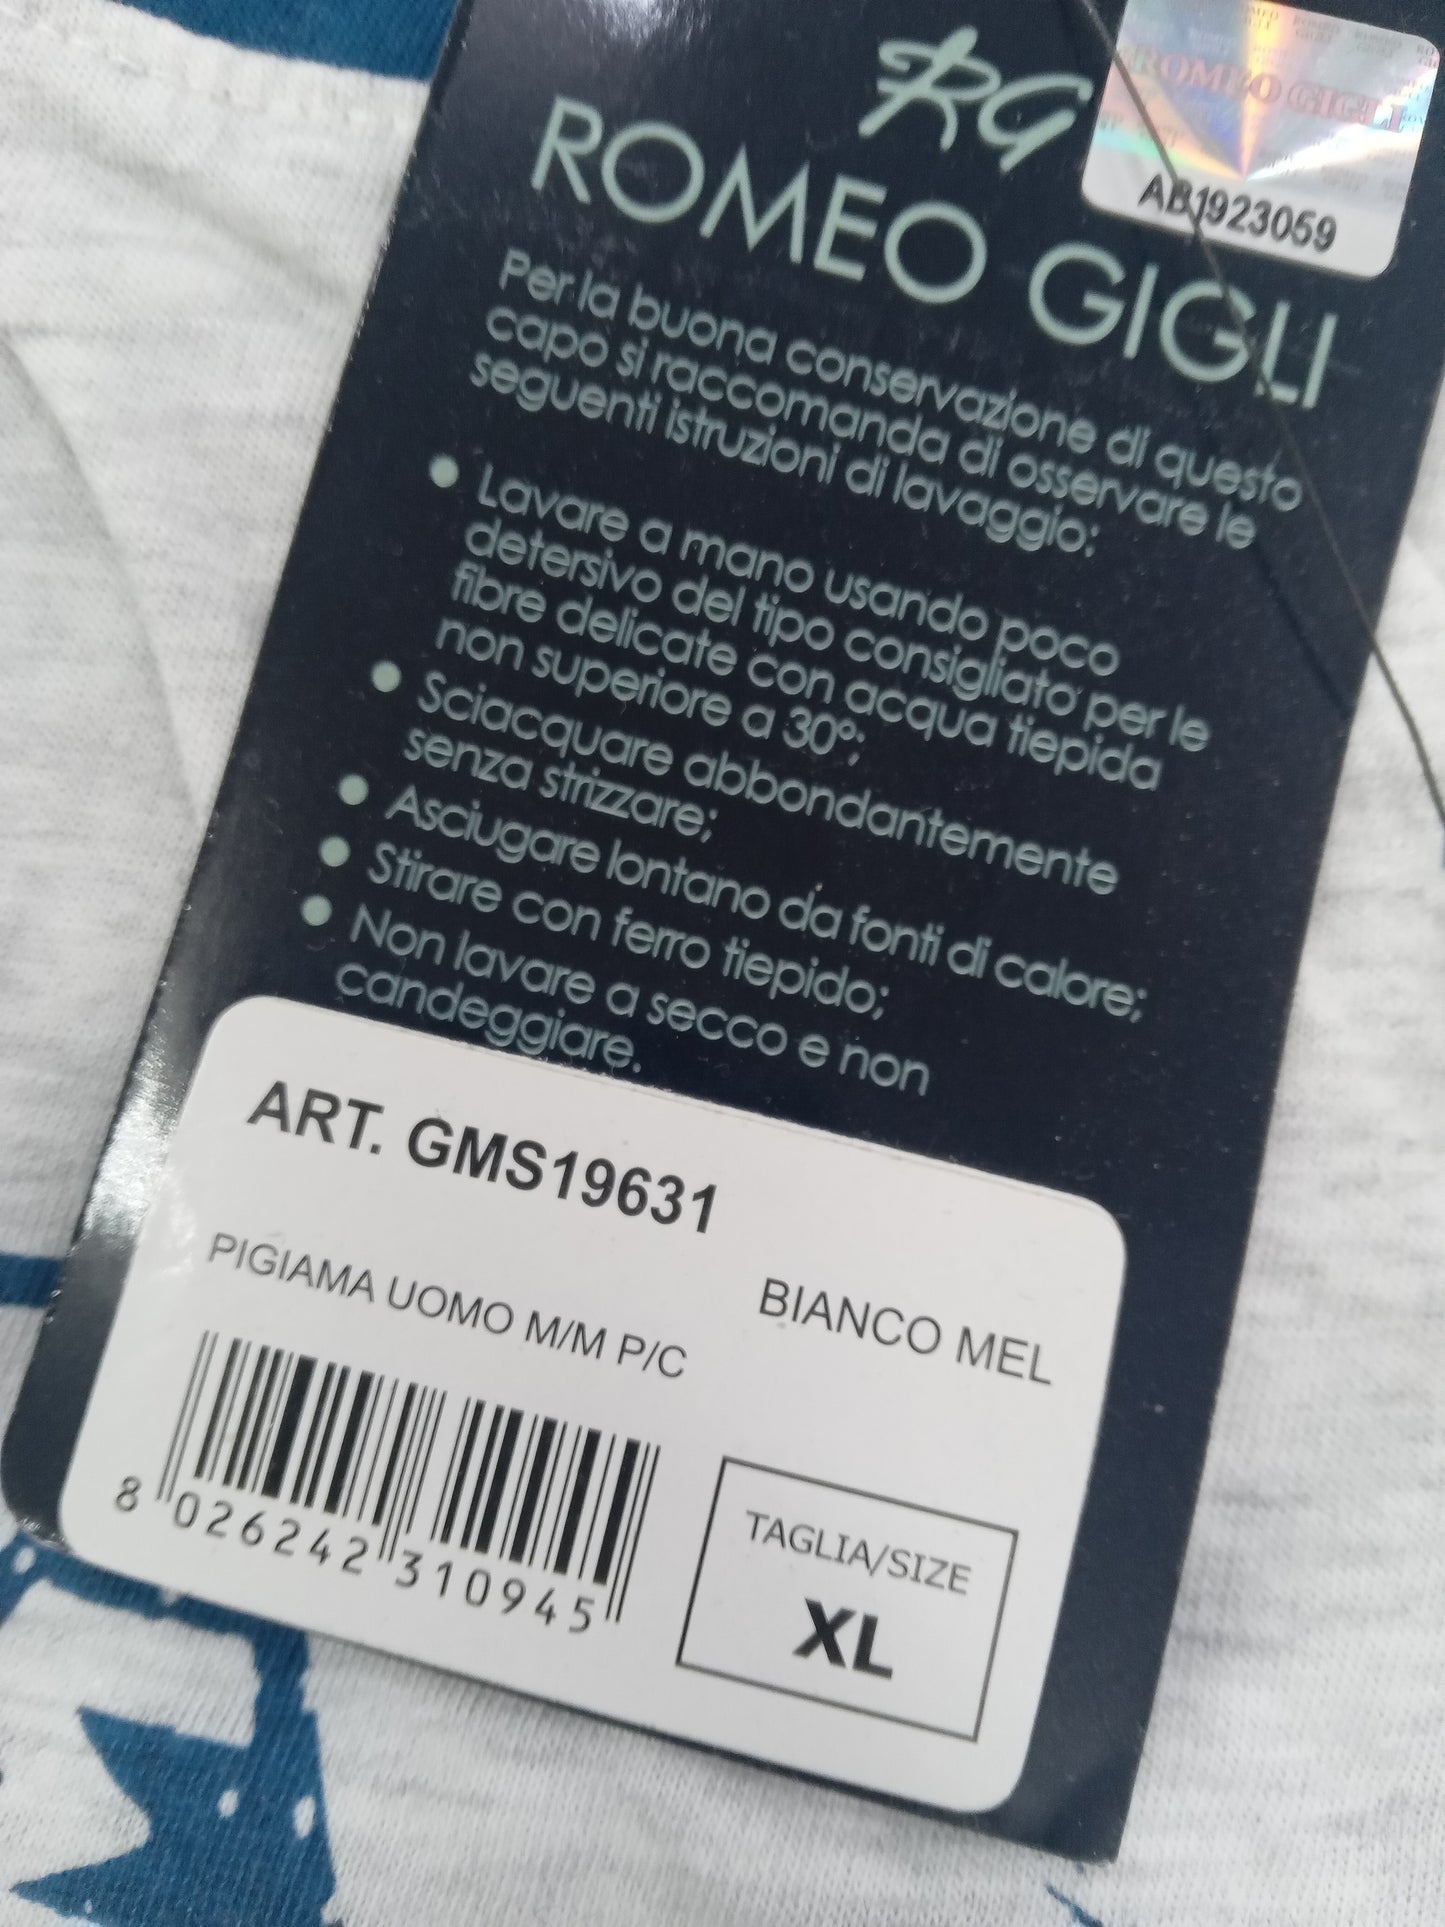 RG
ROMEO GIGLI
AB1923059
ROMEO GIGLI
Per la buona conservazione di questo
capo si raccomanda di osservare le
seguenti istruzioni di lavaggio:
• Lavare a mano usando poco
detersivo del tipo consigliato per le
fibre delicate con acqua tiepida
non superiore a 30°;
• Sciacquare abbondantemente
senza strizzare;
• Asciugare lontano da fonti di calore;
• Stirare con ferro tiepido;
• Non lavare a secco e non
candeggiare.
ART. GMS19631
PIGIAMA UOMO M/M P/C
BIANCO MEL
8 026242 310945
TAGLIA/SIZE
XL